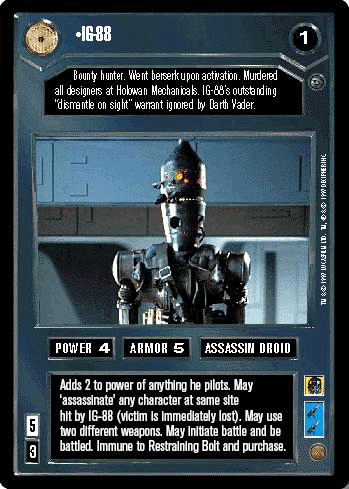 •IG-88
1
Bounty hunter. Went berserk upon activation. Murdered
all designers at Holowan Mechanicals. IG-88's outstanding
"dismantle on sight" warrant ignored by Darth Vader.
POWER 4
ARMOR 5
ASSASSIN DROID
Adds 2 to power of anything he pilots. May
'assassinate' any character at same site
hit by IG-88 (victim is immediately lost). May use
two different weapons. May initiate battle and be
battled. Immune to Restraining Bolt and purchase.
5
3